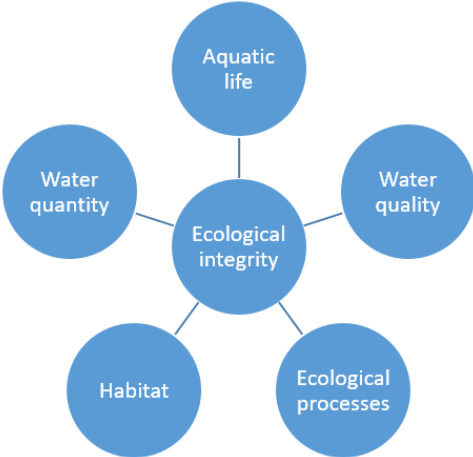 Aquatic
life
Water
quantity
Water
quality
Ecological
integrity
Habitat
Ecological
processes